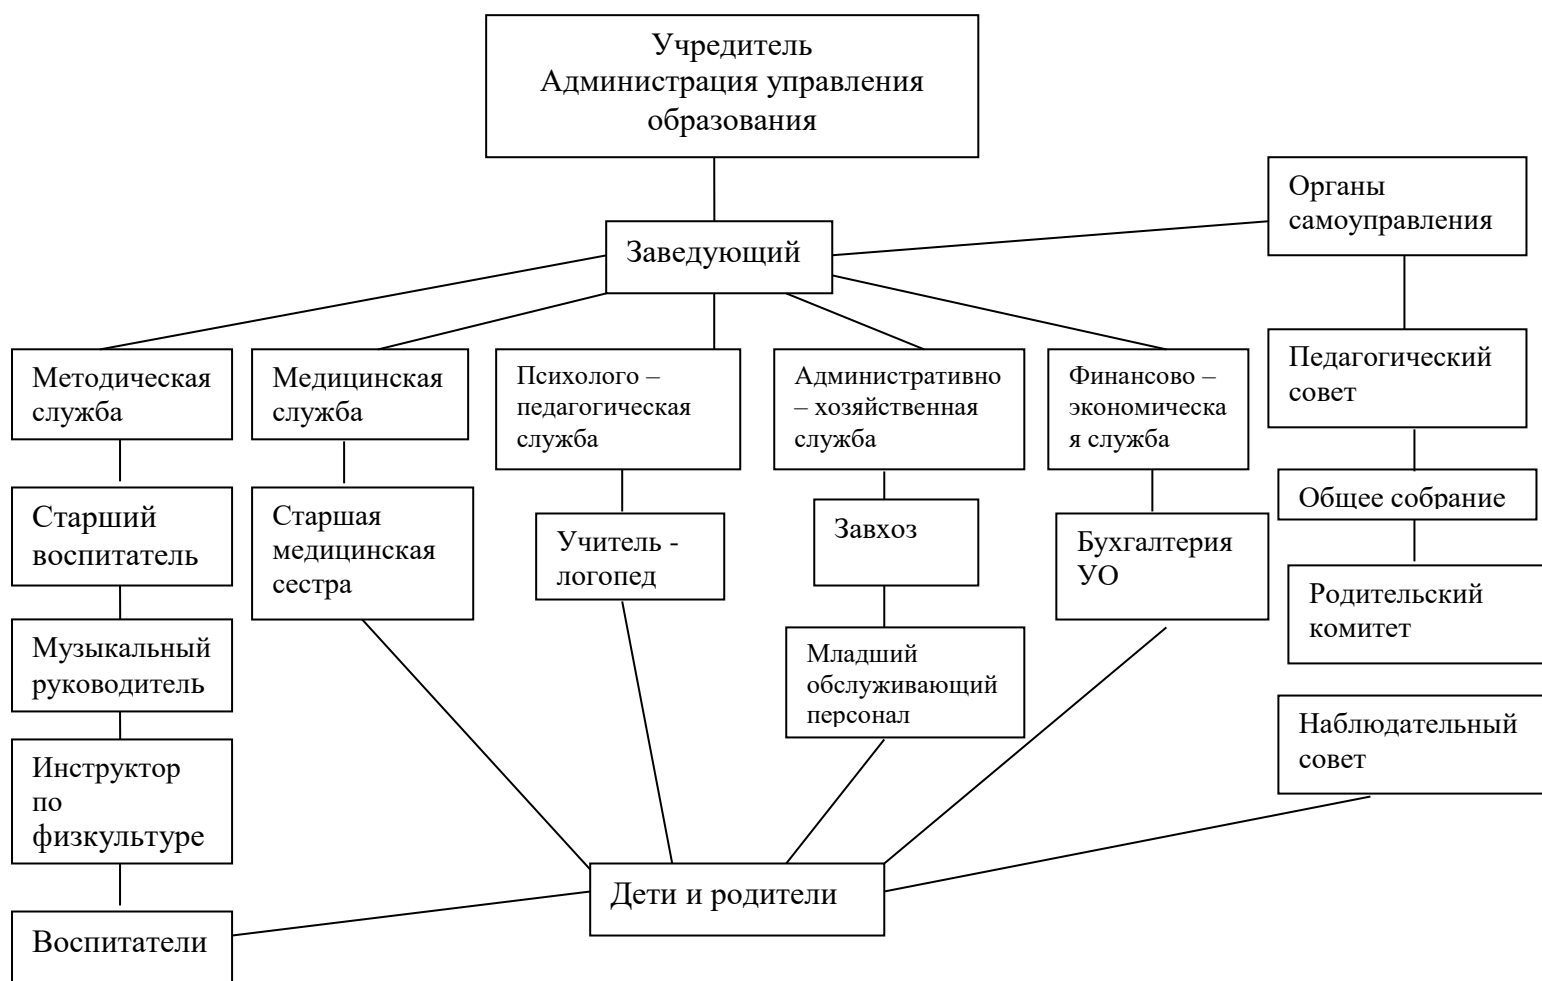 Учредитель
Администрация управления
образования
Органы
самоуправления
Заведующий
Методическая
служба
Медицинская
служба
Психолого –
педагогическая
служба
Административно
– хозяйственная
служба
Финансово –
экономическа
я служба
Педагогический
совет
Общее собрание
Старший
воспитатель
Старшая
медицинская
сестра
Учитель -
логопед
Завхоз
Бухгалтерия
УО
Родительский
комитет
Музыкальный
руководитель
Младший
обслуживающий
персонал
Наблюдательный
совет
Инструктор
по
физкультуре
Дети и родители
Воспитатели